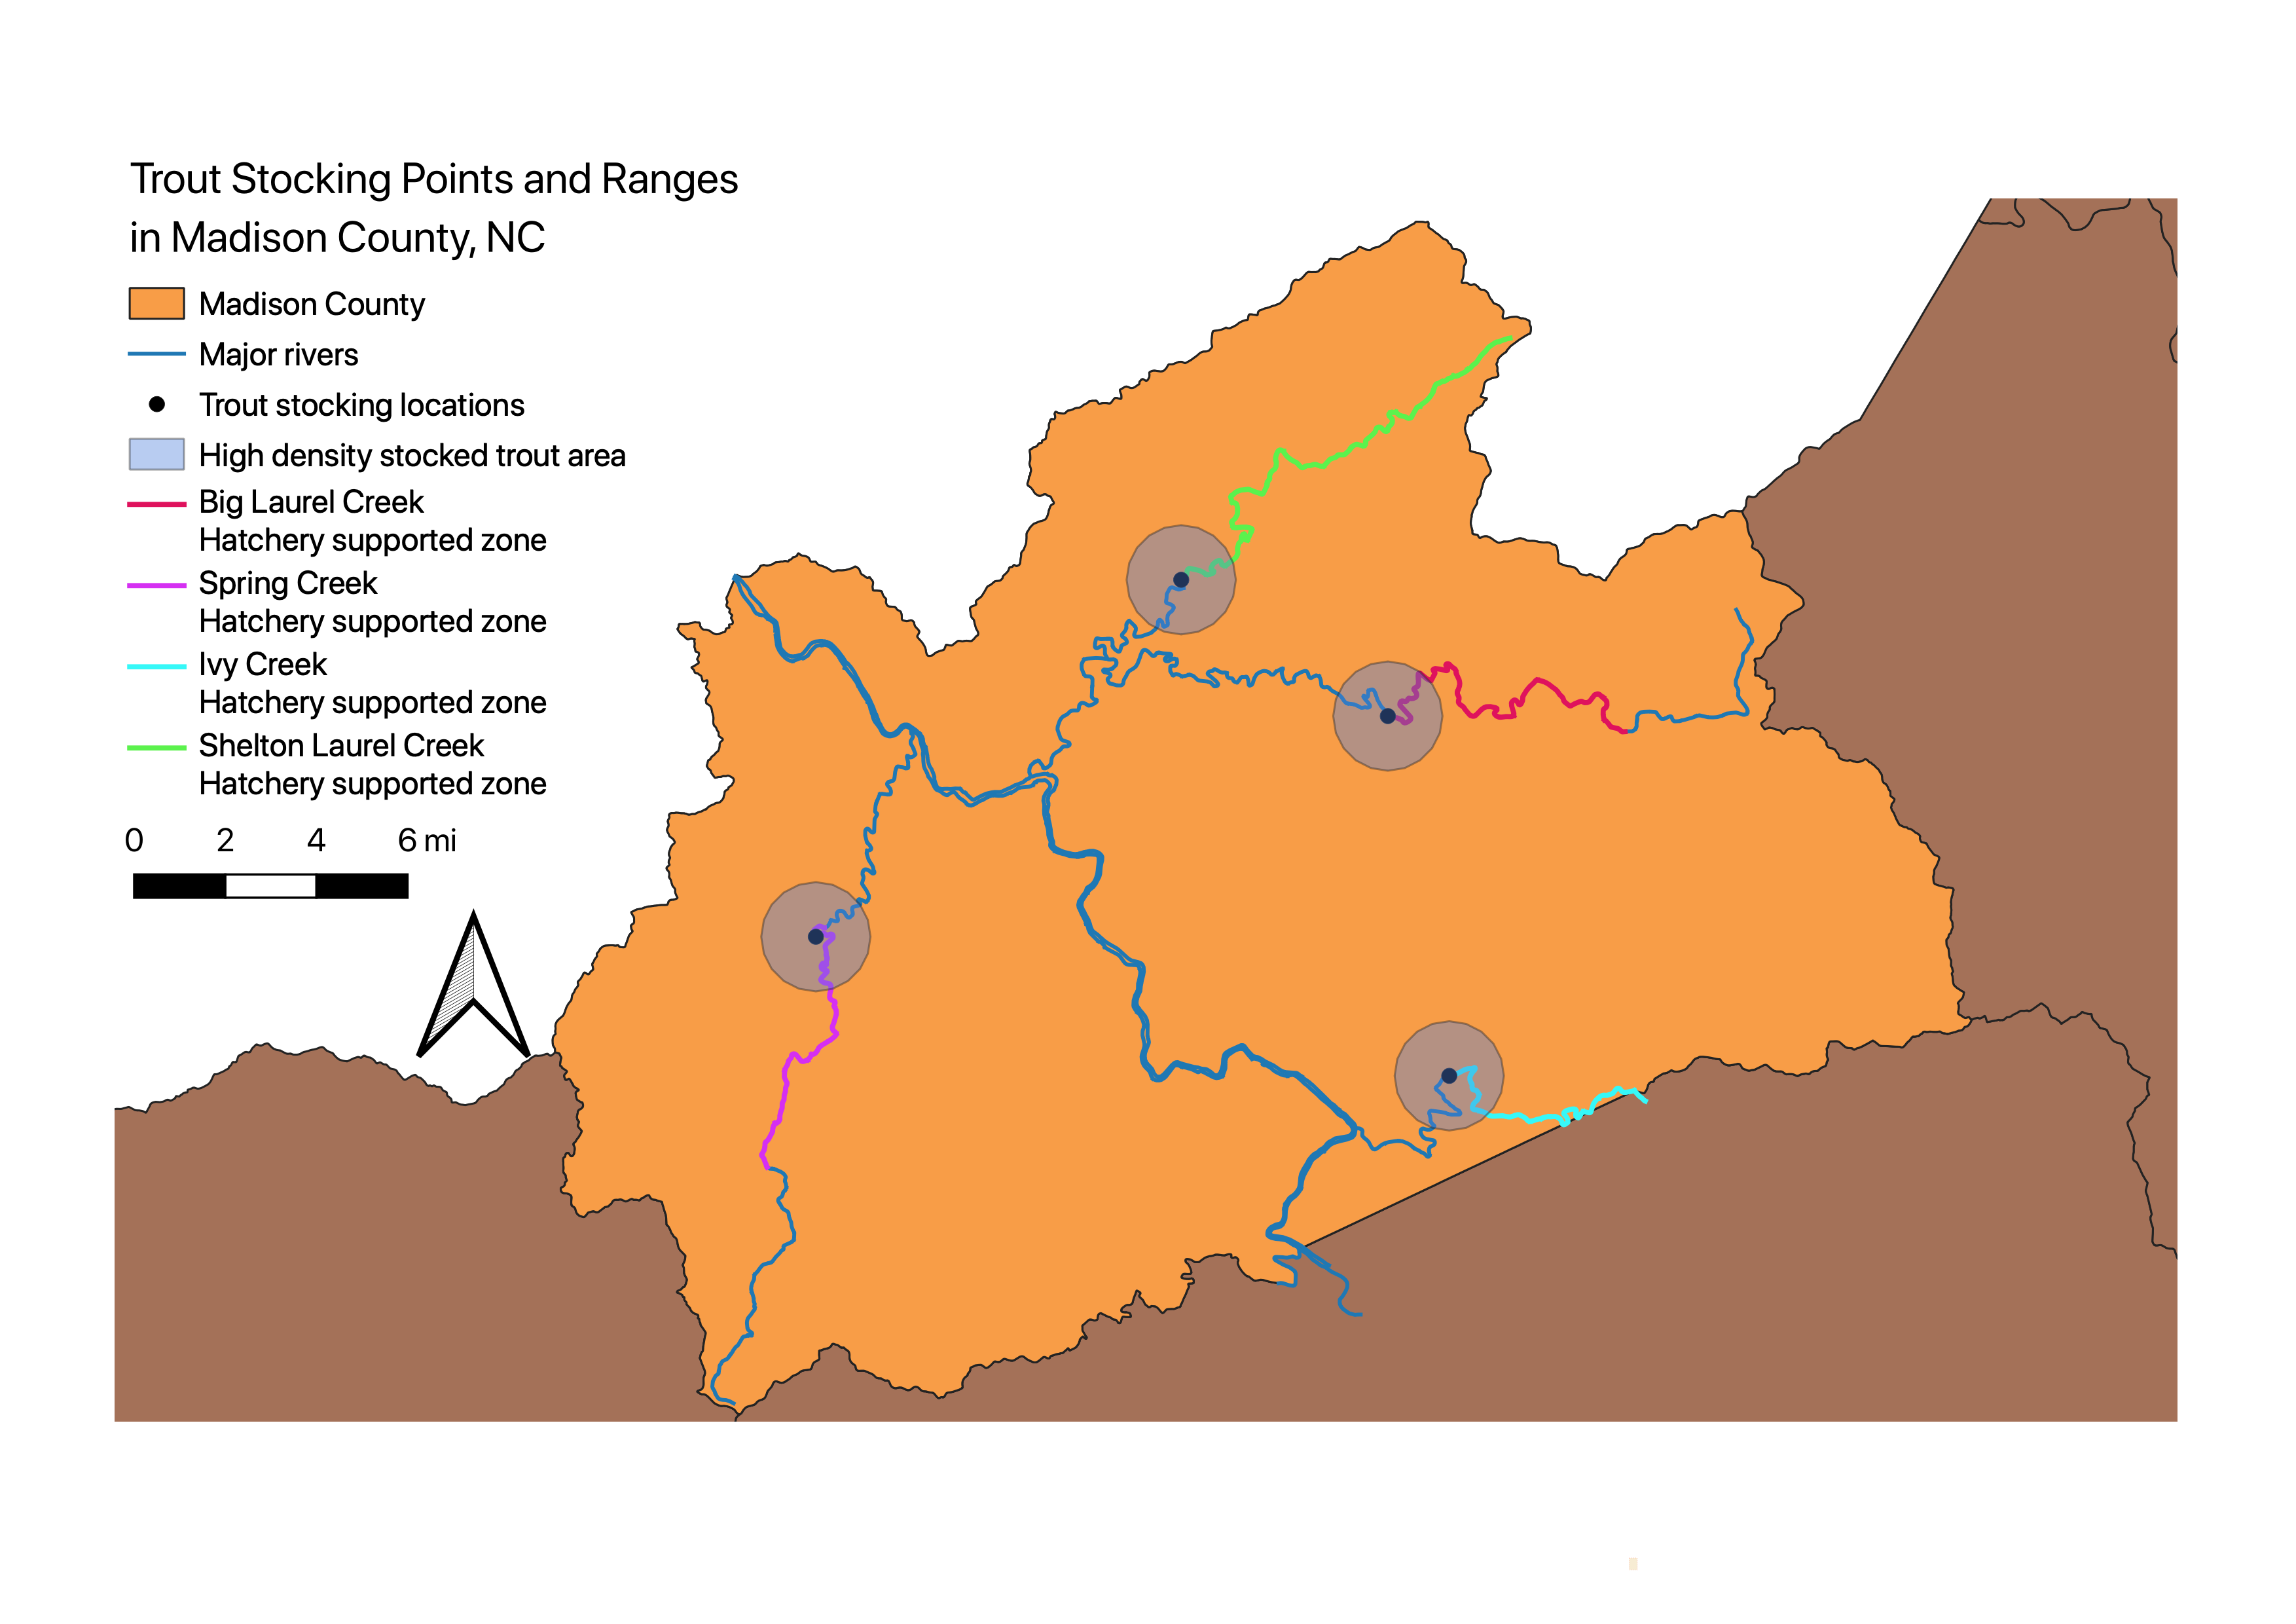 Trout Stocking Points and Ranges
in Madison County, NC
Madison County
Major rivers
Trout stocking locations
High density stocked trout area
Big Laurel Creek
Hatchery supported zone
Spring Creek
Hatchery supported zone
Ivy Creek
Hatchery supported zone
Shelton Laurel Creek
Hatchery supported zone
0 2 4 6 mi